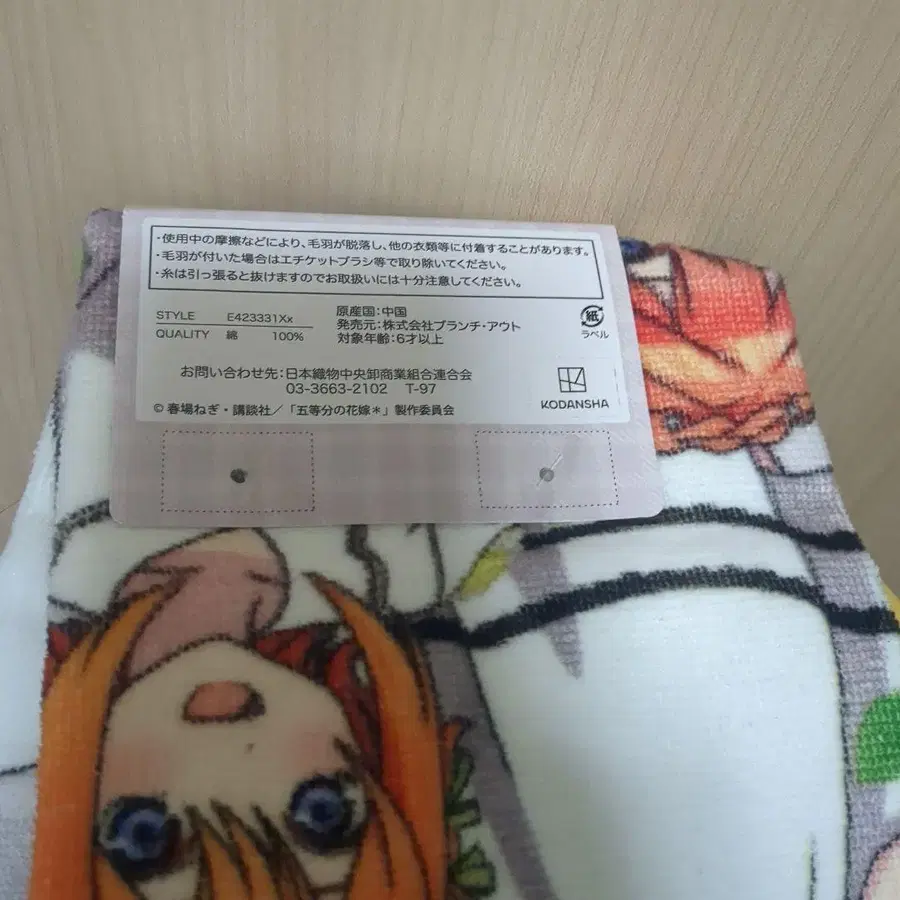 ・使用中の摩擦などにより、毛羽が脱落し、他の衣類等に付着することがあります。
・毛羽が付いた場合はエチケットブラシ等で取り除いてください。
・糸は引っ張ると抜けますのでお取扱いには十分注意してください。
STYLE E423331Xx
QUALITY 綿 100%
原産国：中国
発売元：株式会社ブランチ・アウト
対象年齢：6才以上
紙
ラベル
お問い合わせ先：日本織物中央卸商業組合連合会
03-3663-2102 T-97
KODANSHA
© 春場ねぎ・講談社／「五等分の花嫁＊」製作委員会